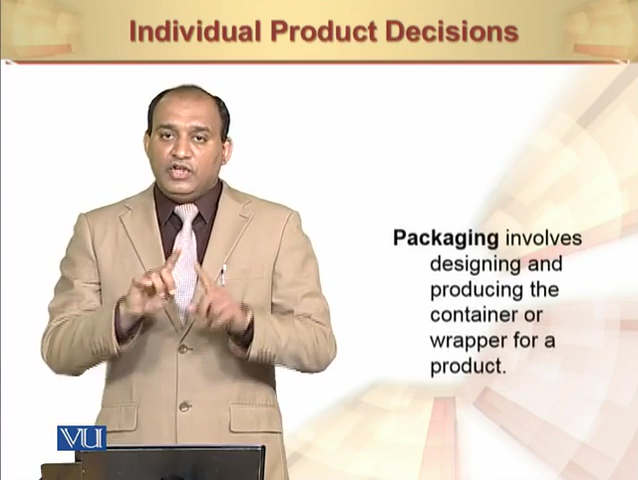 Individual Product Decisions
Packaging involves
designing and
producing the
container or
wrapper for a
product.
VU